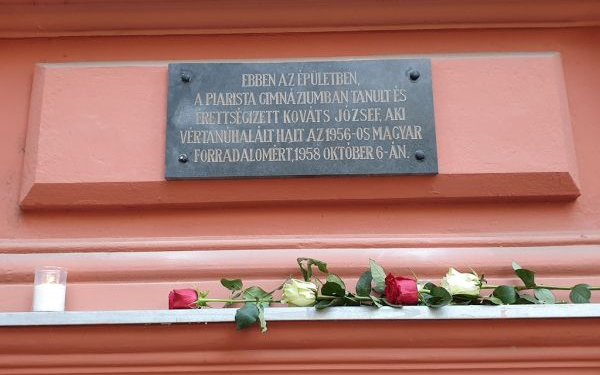 EBBEN AZ ÉPÜLETBEN,
A PIARISTA GIMNÁZIUMBAN TANULT ÉS
ÉRETTSÉGIZETT KOVÁTS JÓZSEF, AKI
VÉRTANÚHALÁLT HALT AZ 1956-OS MAGYAR
FORRADALOMÉRT, 1958 OKTÓBER 6-ÁN.